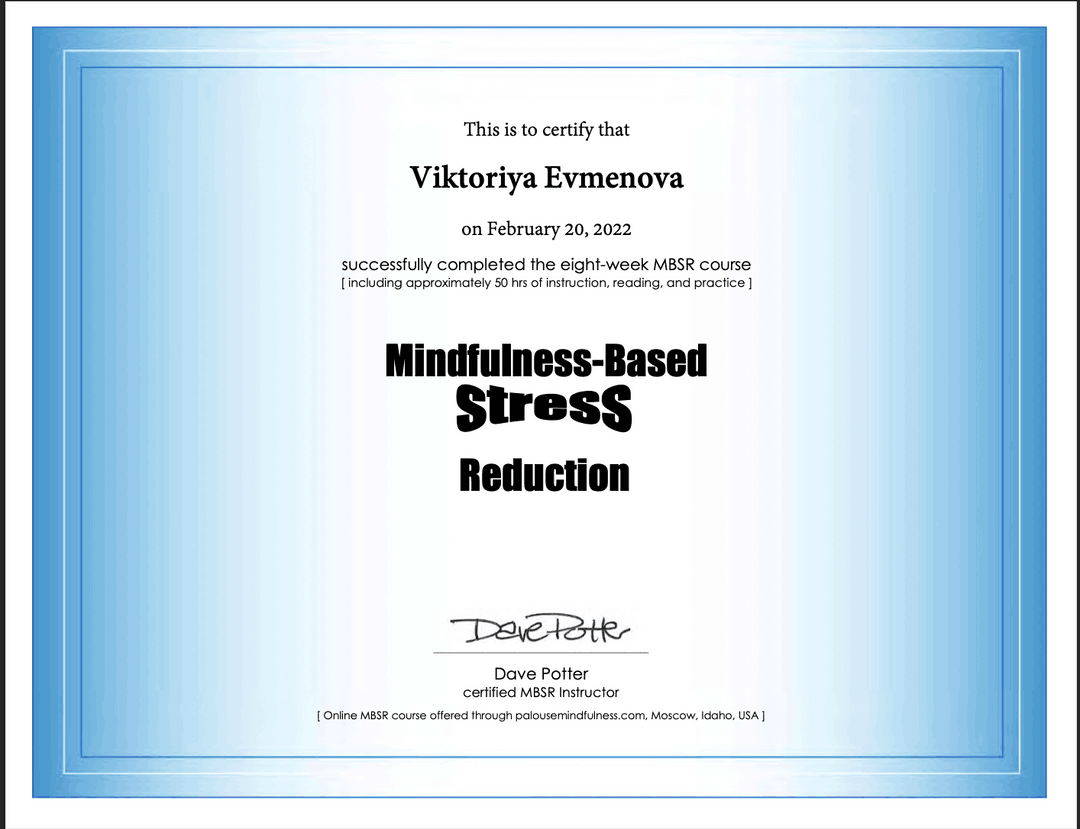 This is to certify that
Viktoriya Evmenova
on February 20, 2022
successfully completed the eight-week MBSR course
[ including approximately 50 hrs of instruction, reading, and practice ]
Mindfulness-Based
StresS
Reduction
Dave Potter
Dave Potter
certified MBSR Instructor
[ Online MBSR course offered through palousemindfulness.com, Moscow, Idaho, USA ]